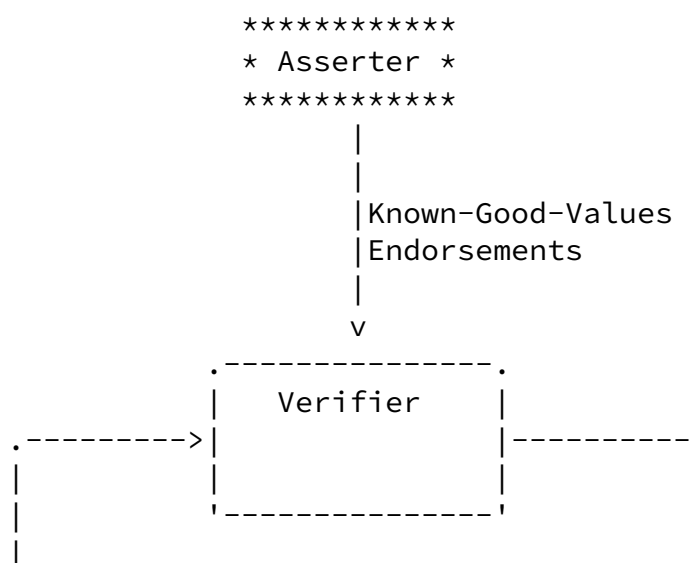 ************
* Asserter *
************
Known-Good-Values
Endorsements
Verifier